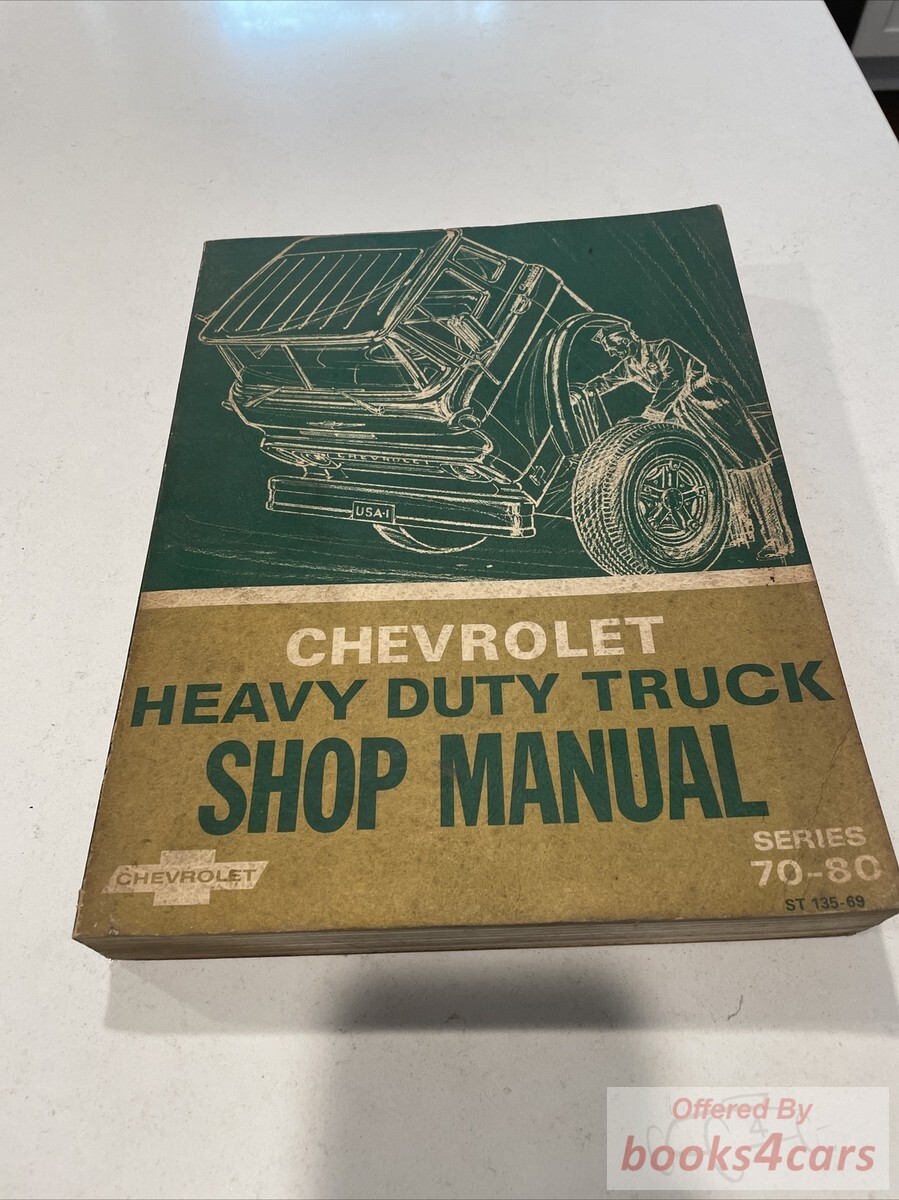 CHEVROLET
USA-1
CHEVROLET
HEAVY DUTY TRUCK
SHOP MANUAL
SERIES
70-80
CHEVROLET
ST 135-69
Offered By
books4cars